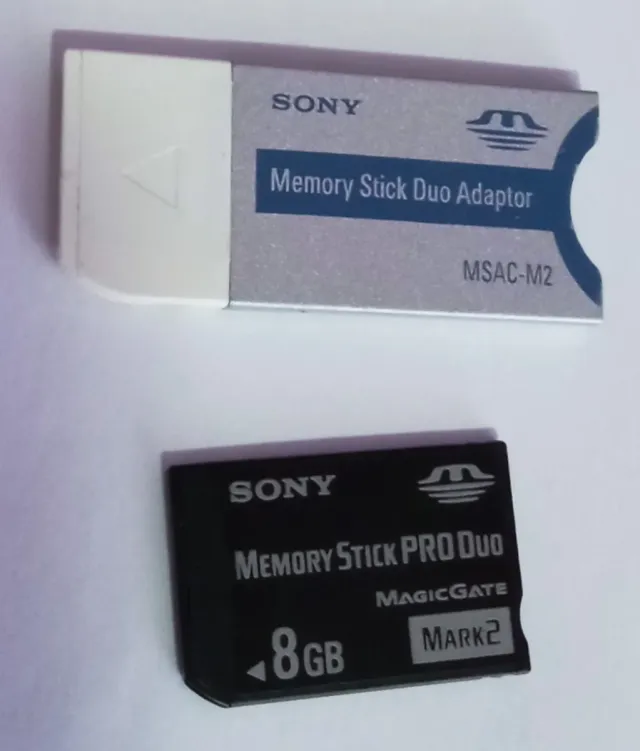 SONY
Memory Stick Duo Adaptor
MSAC-M2
SONY
MEMORY STICK PRO DUO
MAGICGATE
8GB
MARK2